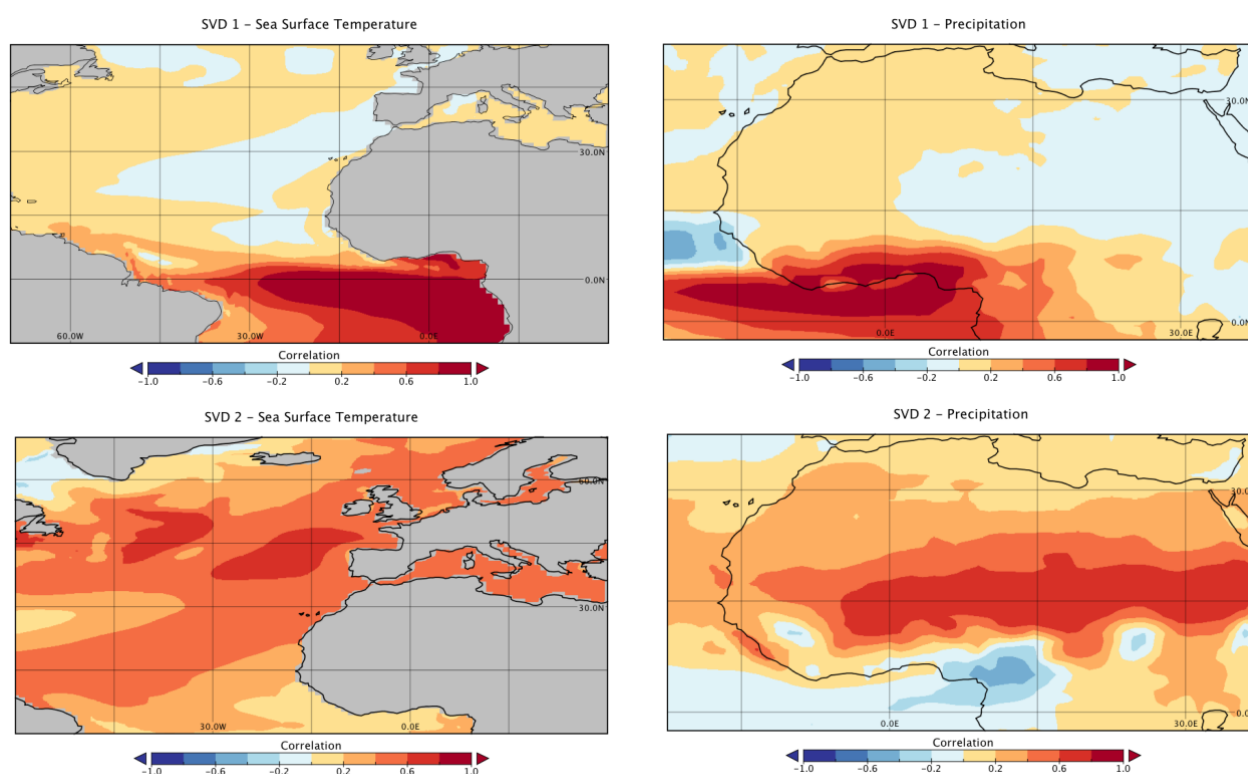 SVD 1 – Sea Surface Temperature
30.0N
0.0N
60.0W 30.0W 0.0E
Correlation
−1.0 −0.6 −0.2 0.2 0.6 1.0
SVD 1 – Precipitation
30.0N
0.0N
0.0E 30.0E
Correlation
−1.0 −0.6 −0.2 0.2 0.6 1.0
SVD 2 – Sea Surface Temperature
60.0N
30.0N
30.0W 0.0E
Correlation
−1.0 −0.6 −0.2 0.2 0.6 1.0
SVD 2 – Precipitation
0.0E 30.0E
Correlation
−1.0 −0.6 −0.2 0.2 0.6 1.0